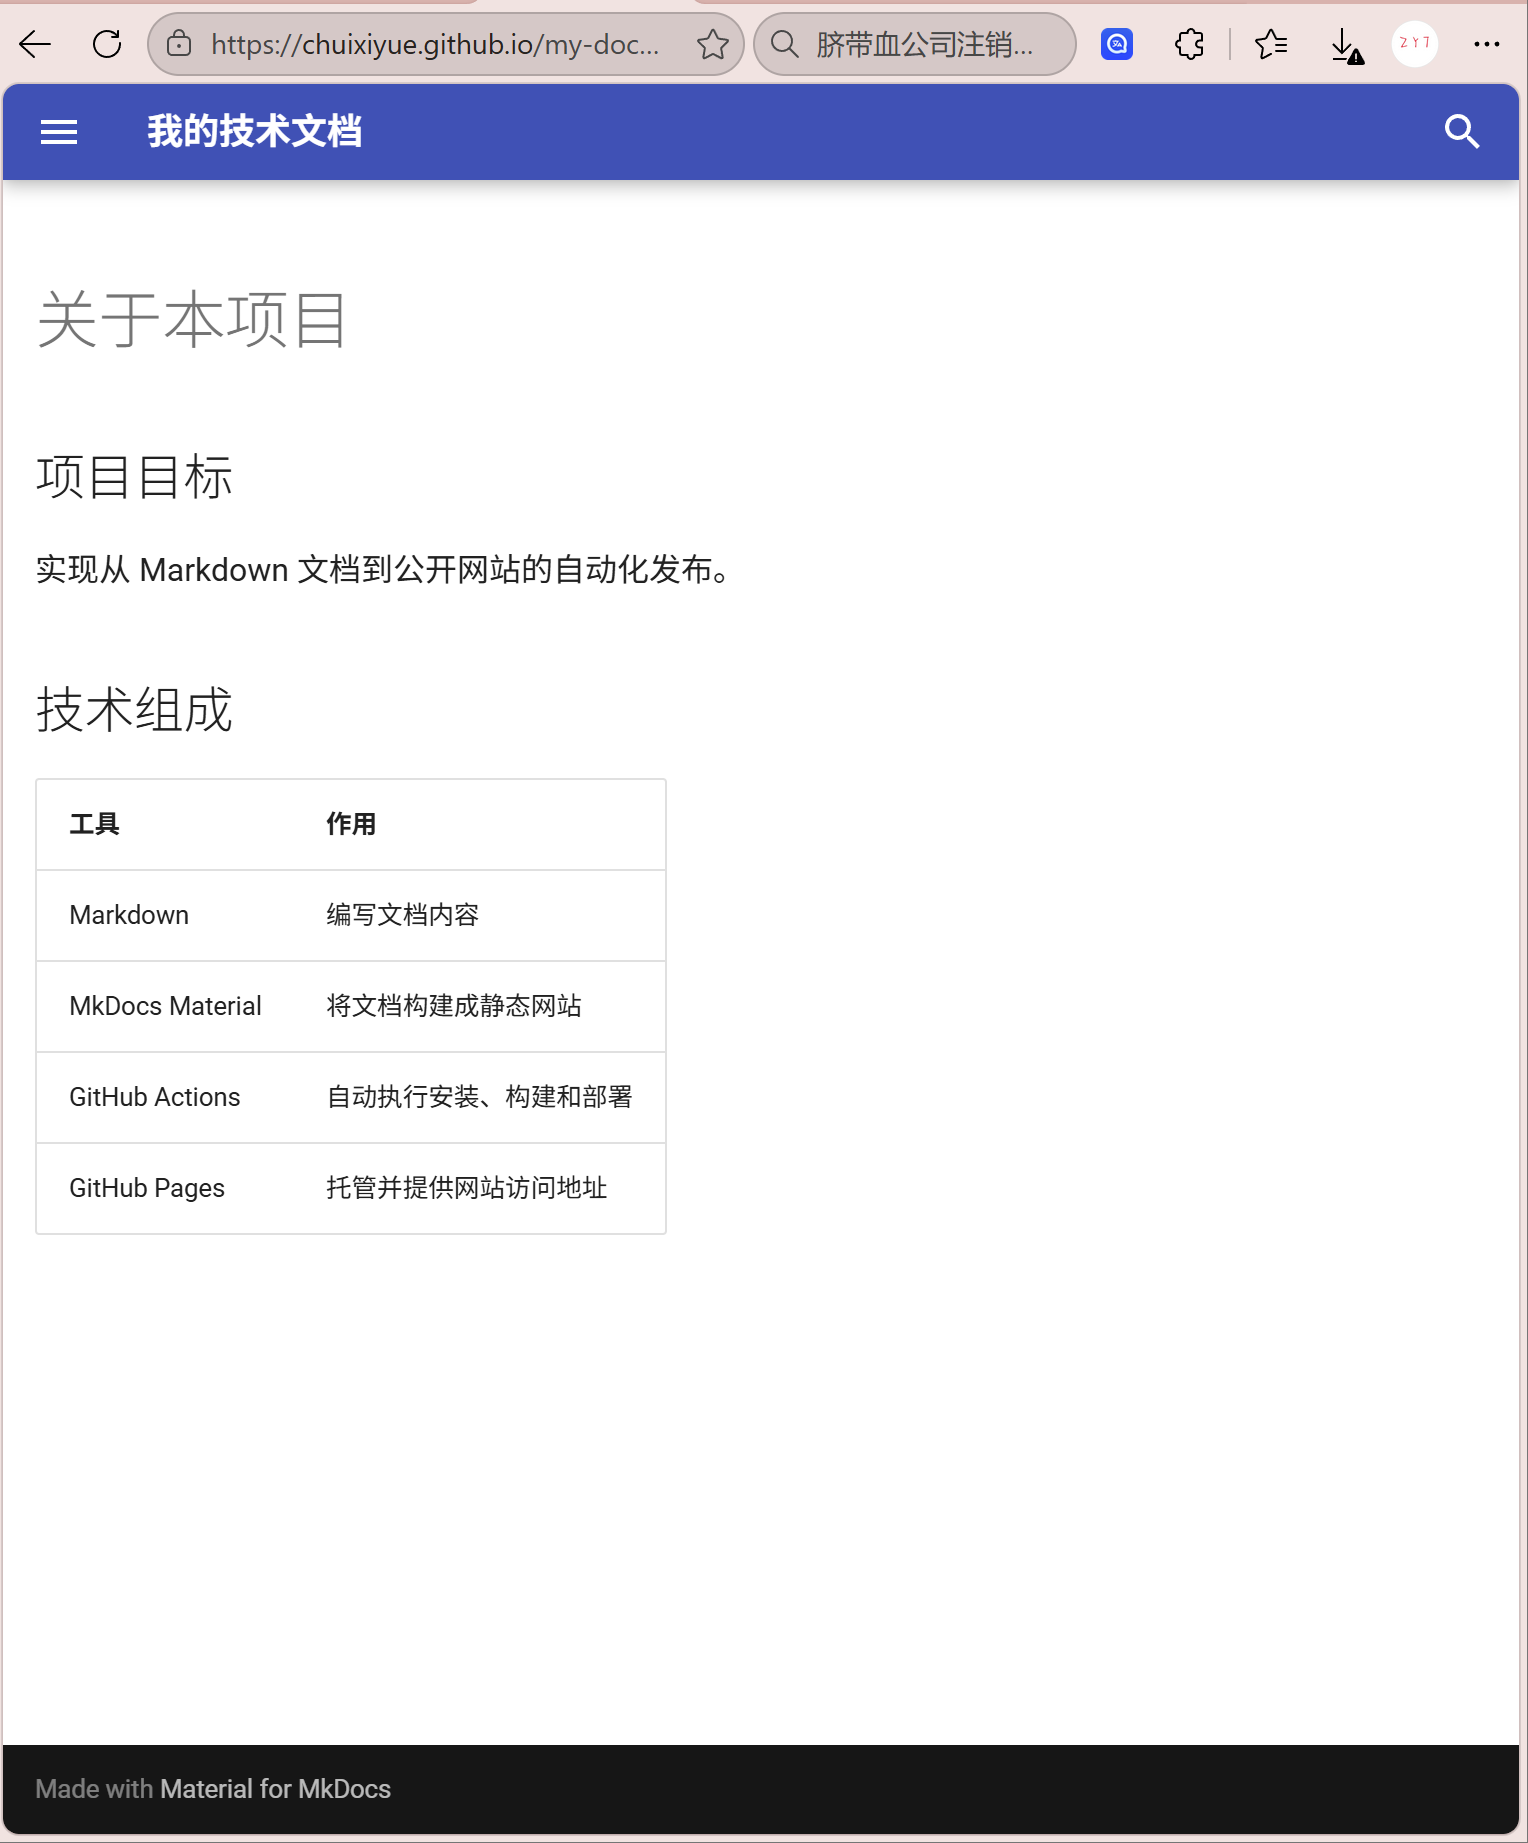 https://chuixiyue.github.io/my-doc...
脐带血公司注销...
ZYT
我的技术文档
关于本项目
项目目标
实现从 Markdown 文档到公开网站的自动化发布。
技术组成
工具 作用
Markdown 编写文档内容
MkDocs Material 将文档构建成静态网站
GitHub Actions 自动执行安装、构建和部署
GitHub Pages 托管并提供网站访问地址
Made with Material for MkDocs